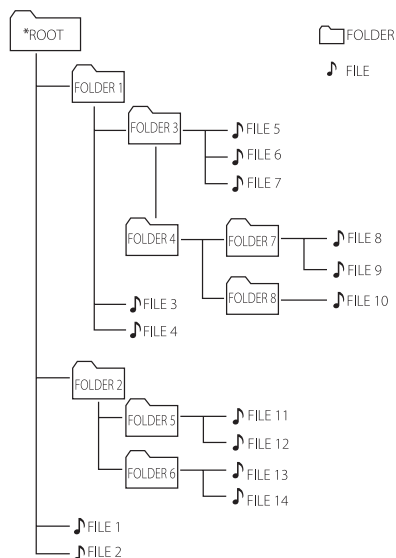 *ROOT
FOLDER
FILE
FOLDER 1
FOLDER 3
FILE 5
FILE 6
FILE 7
FOLDER 4
FOLDER 7
FILE 8
FILE 9
FOLDER 8
FILE 10
FILE 3
FILE 4
FOLDER 2
FOLDER 5
FILE 11
FILE 12
FOLDER 6
FILE 13
FILE 14
FILE 1
FILE 2